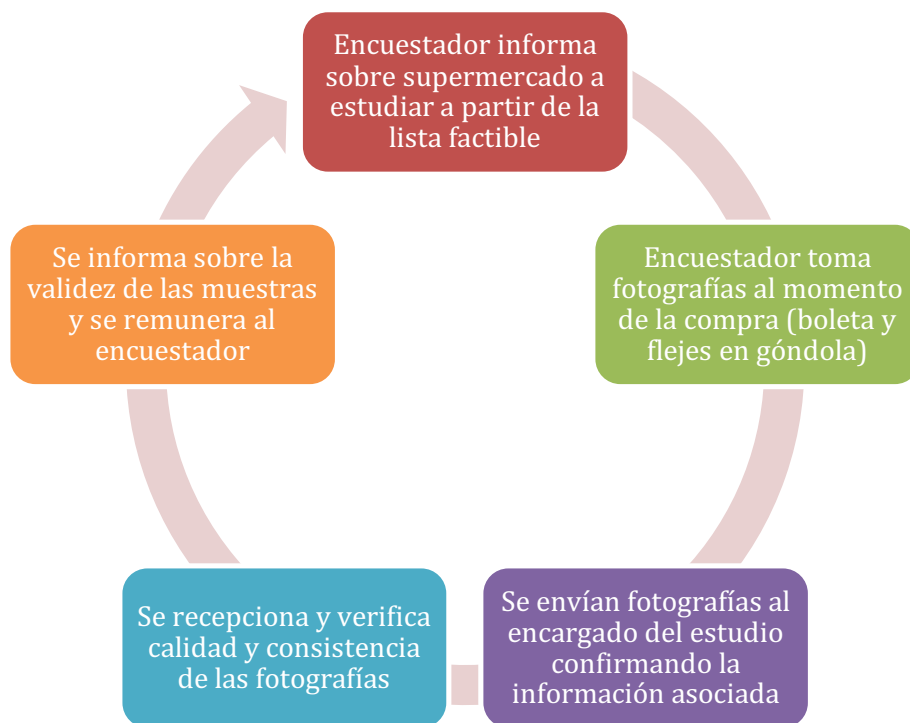 Encuestador informa
sobre supermercado a
estudiar a partir de la
lista factible
Encuestador toma
fotografías al momento
de la compra (boleta y
flejes en góndola)
Se envían fotografías al
encargado del estudio
confirmando la
información asociada
Se recepciona y verifica
calidad y consistencia
de las fotografías
Se informa sobre la
validez de las muestras
y se remunera al
encuestador